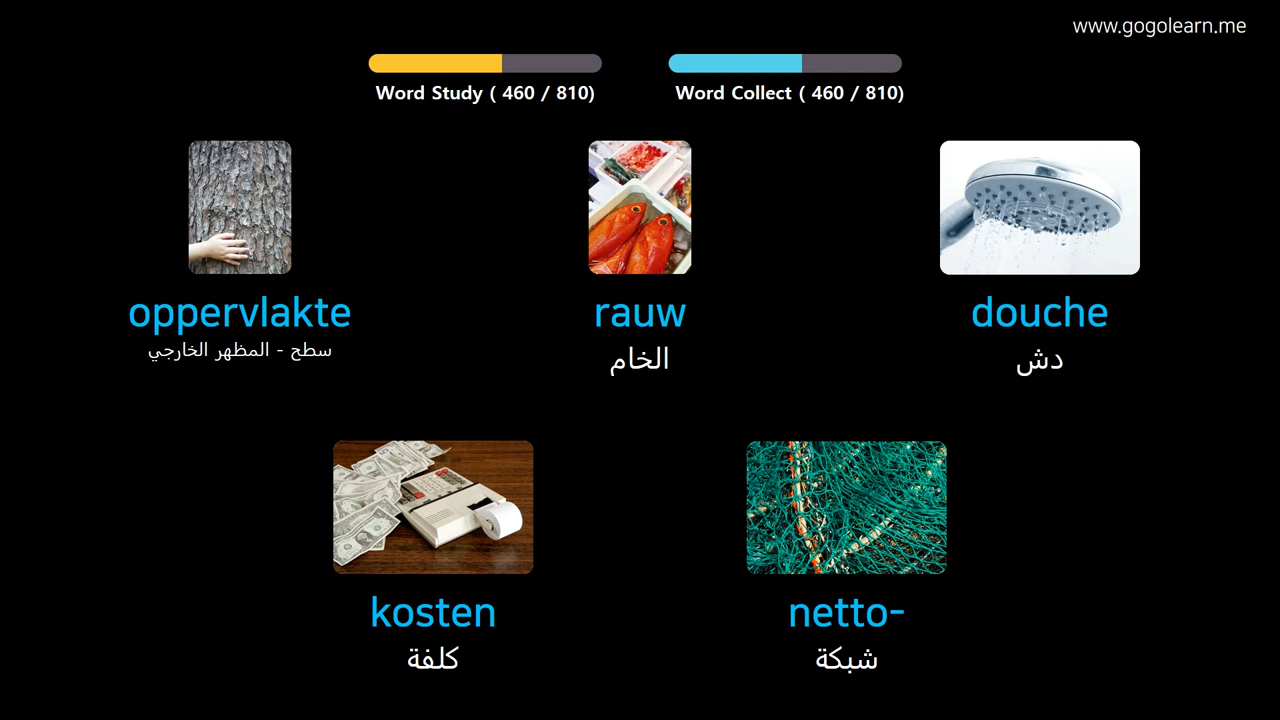 www.gogolearn.me
Word Study ( 460 / 810)
Word Collect ( 460 / 810)
oppervlakte
سطح - المظهر الخارجي
rauw
الخام
douche
دش
kosten
كلفة
netto-
شبكة